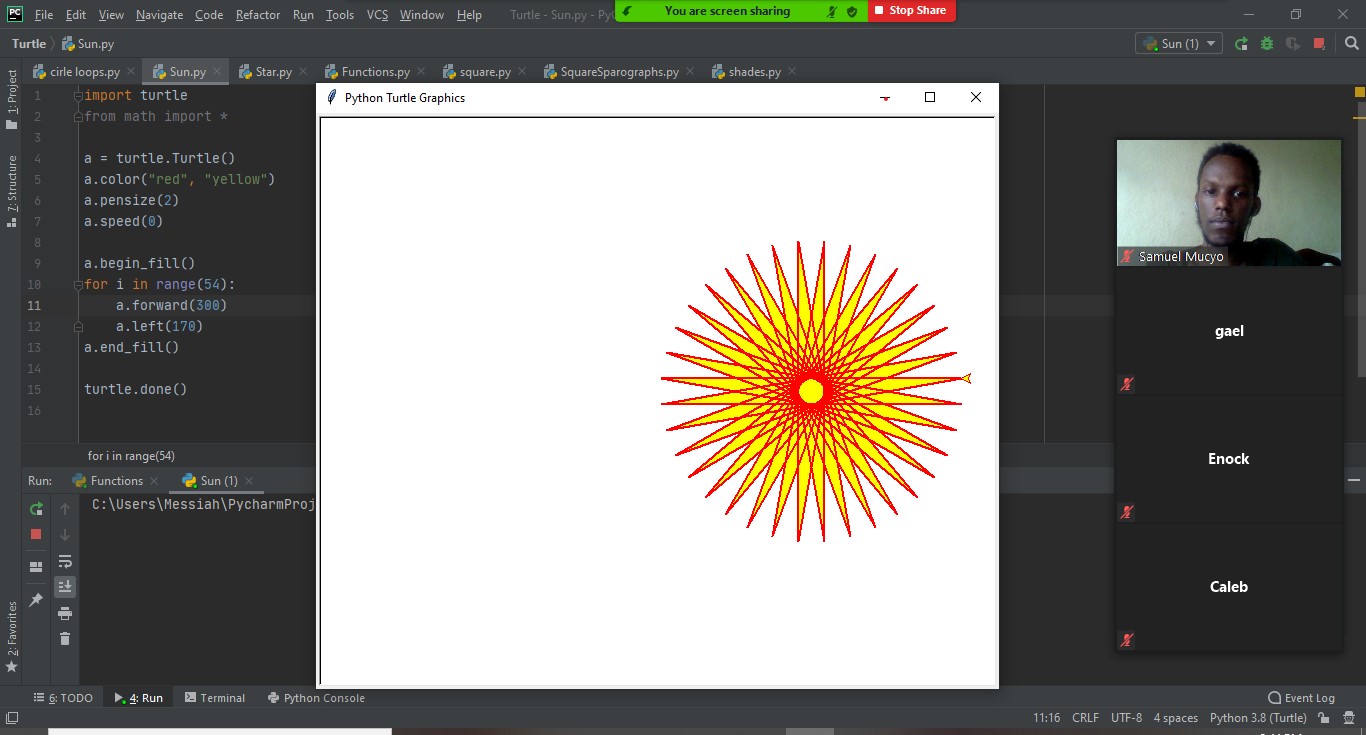 PC File Edit View Navigate Code Refactor Run Tools VCS Window Help Turtle - Sun.py - Py
You are screen sharing Stop Share
Turtle Sun.py Sun (1)
cirle loops.py Sun.py Star.py Functions.py square.py SquareSparographs.py shades.py
1: Project
7: Structure
2: Favorites
1 import turtle
2 from math import *
3
4 a = turtle.Turtle()
5 a.color("red", "yellow")
6 a.pensize(2)
7 a.speed(0)
8
9 a.begin_fill()
10 for i in range(54):
11 a.forward(300)
12 a.left(170)
13 a.end_fill()
14
15 turtle.done()
16
for i in range(54)
Python Turtle Graphics
Samuel Mucyo
gael
Enock
Caleb
Run: Functions Sun (1)
C:\Users\Messiah\PycharmProj
6: TODO 4: Run Terminal Python Console Event Log
11:16 CRLF UTF-8 4 spaces Python 3.8 (Turtle)